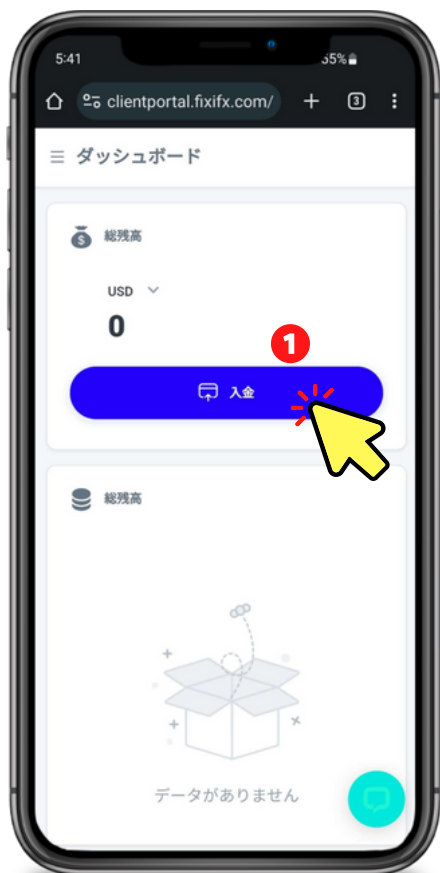 5:41
55%
clientportal.fixifx.com/
3
ダッシュボード
総残高
USD
0
1
入金
総残高
データがありません